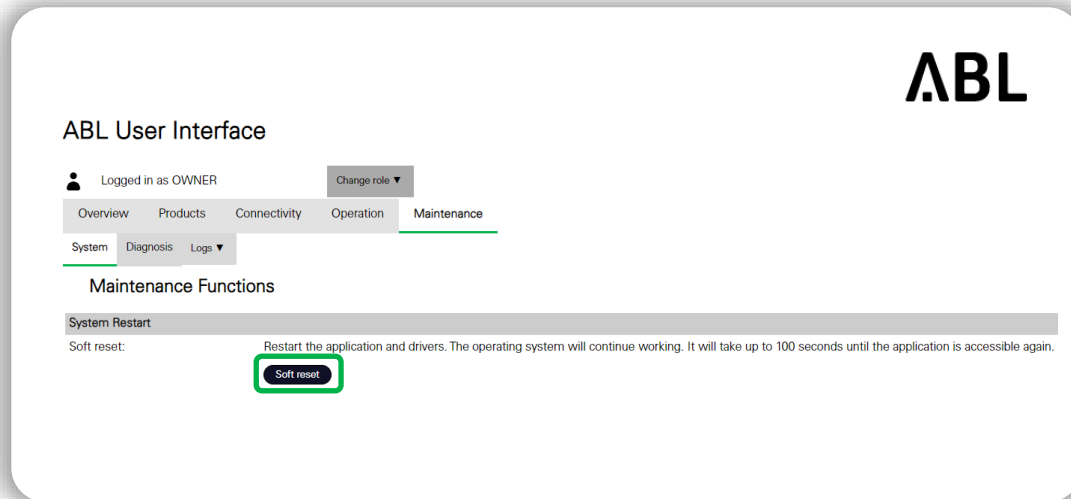 ABL
ABL User Interface
Logged in as OWNER
Change role ▼
Overview Products Connectivity Operation Maintenance
System Diagnosis Logs ▼
Maintenance Functions
System Restart
Soft reset: Restart the application and drivers. The operating system will continue working. It will take up to 100 seconds until the application is accessible again.
Soft reset